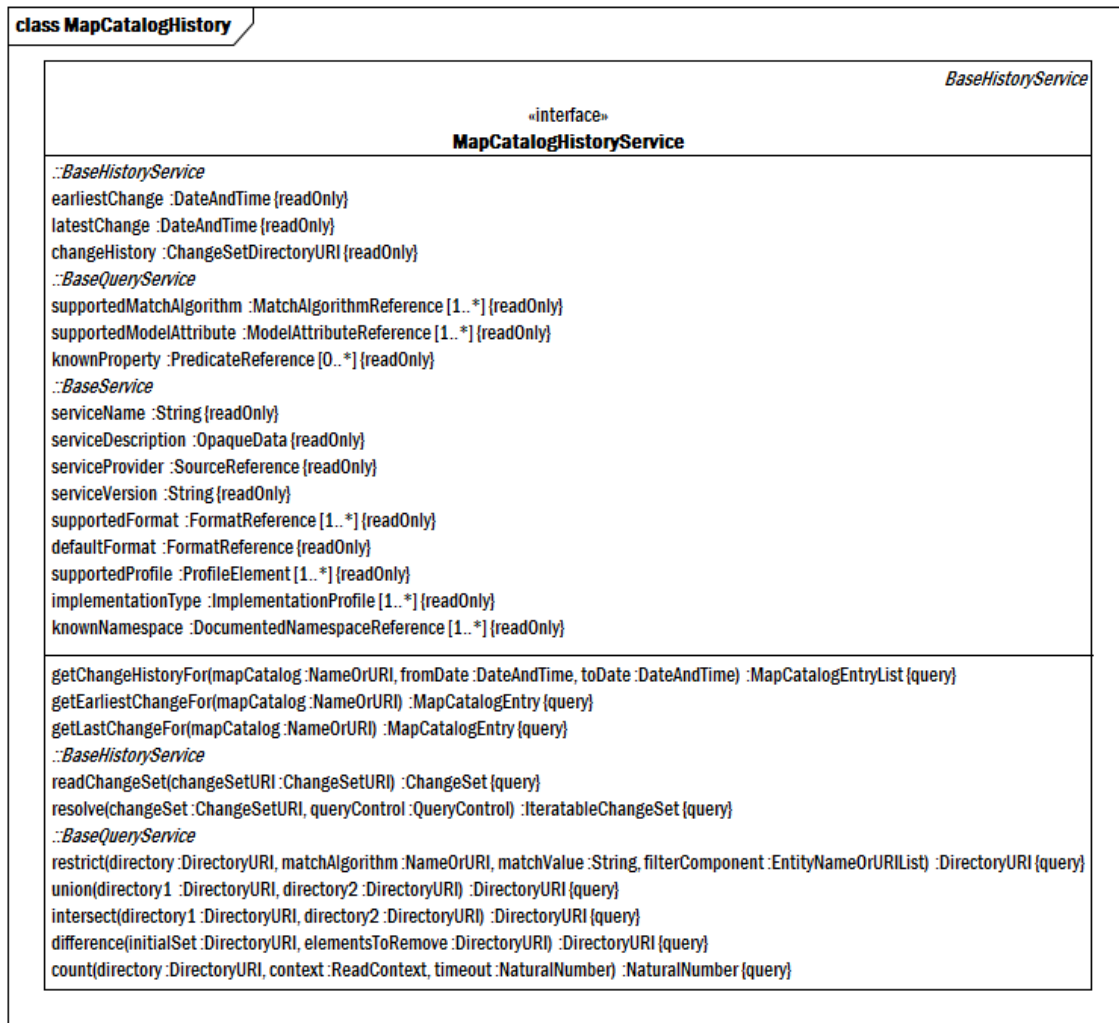 class MapCatalogHistory
BaseHistoryService
«interface»
MapCatalogHistoryService
::BaseHistoryService
earliestChange :DateAndTime {readOnly}
latestChange :DateAndTime {readOnly}
changeHistory :ChangeSetDirectoryURI {readOnly}
::BaseQueryService
supportedMatchAlgorithm :MatchAlgorithmReference [1..*] {readOnly}
supportedModelAttribute :ModelAttributeReference [1..*] {readOnly}
knownProperty :PredicateReference [0..*] {readOnly}
::BaseService
serviceName :String {readOnly}
serviceDescription :OpaqueData {readOnly}
serviceProvider :SourceReference {readOnly}
serviceVersion :String {readOnly}
supportedFormat :FormatReference [1..*] {readOnly}
defaultFormat :FormatReference {readOnly}
supportedProfile :ProfileElement [1..*] {readOnly}
implementationType :ImplementationProfile [1..*] {readOnly}
knownNamespace :DocumentedNamespaceReference [1..*] {readOnly}
getChangeHistoryFor(mapCatalog :NameOrURI, fromDate :DateAndTime, toDate :DateAndTime) :MapCatalogEntryList {query}
getEarliestChangeFor(mapCatalog :NameOrURI) :MapCatalogEntry {query}
getLastChangeFor(mapCatalog :NameOrURI) :MapCatalogEntry {query}
::BaseHistoryService
readChangeSet(changeSetURI :ChangeSetURI) :ChangeSet {query}
resolve(changeSet :ChangeSetURI, queryControl :QueryControl) :IteratableChangeSet {query}
::BaseQueryService
restrict(directory :DirectoryURI, matchAlgorithm :NameOrURI, matchValue :String, filterComponent :EntityNameOrURIList) :DirectoryURI {query}
union(directory1 :DirectoryURI, directory2 :DirectoryURI) :DirectoryURI {query}
intersect(directory1 :DirectoryURI, directory2 :DirectoryURI) :DirectoryURI {query}
difference(initialSet :DirectoryURI, elementsToRemove :DirectoryURI) :DirectoryURI {query}
count(directory :DirectoryURI, context :ReadContext, timeout :NaturalNumber) :NaturalNumber {query}